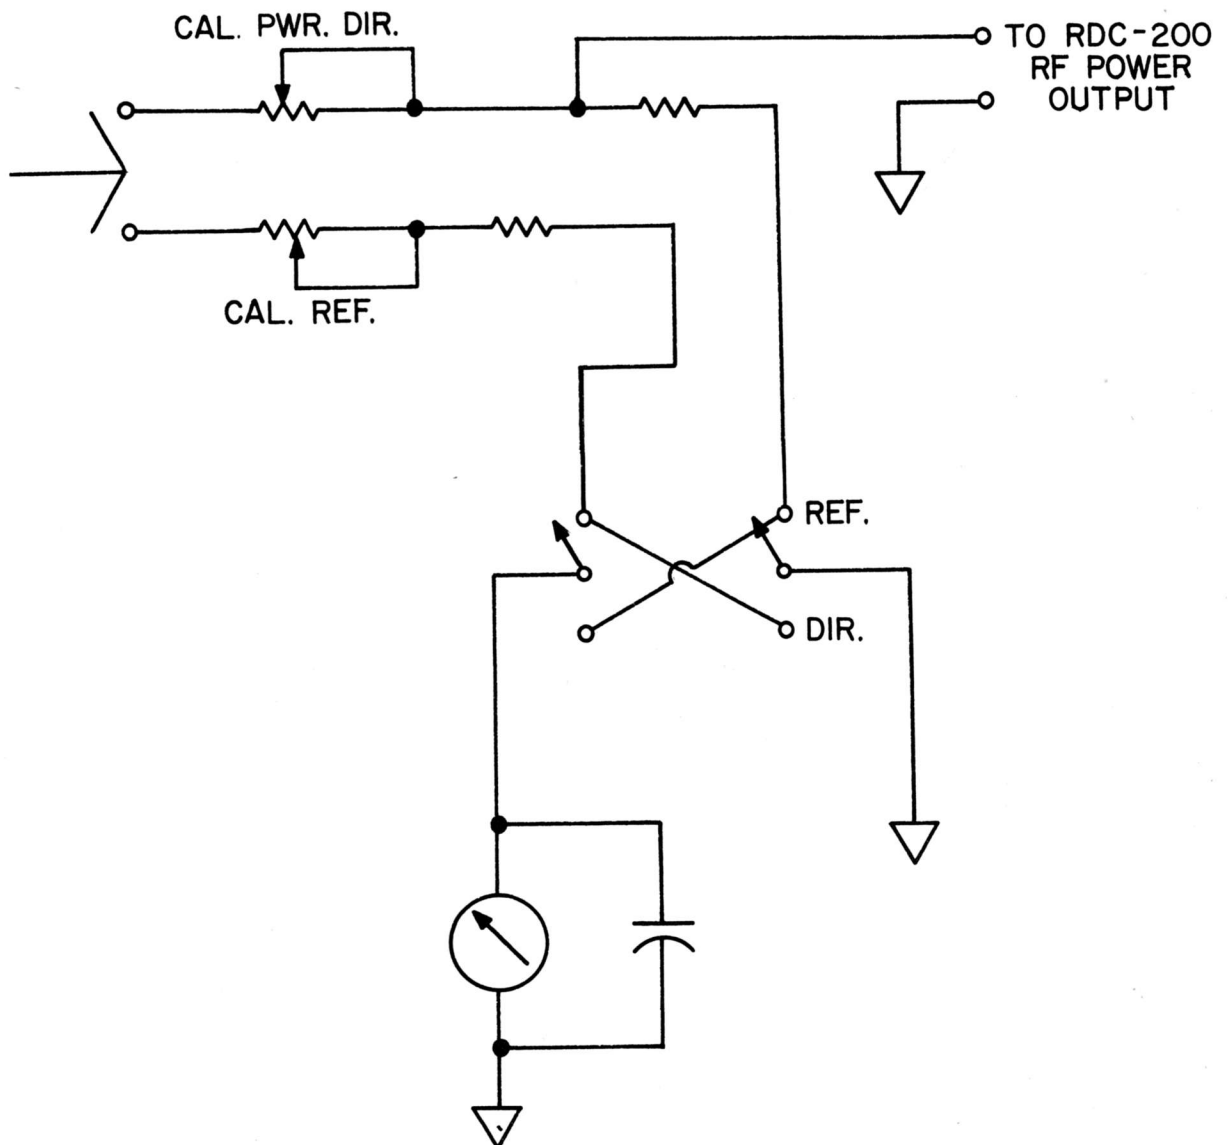 CAL. PWR. DIR.
TO RDC-200
RF POWER
OUTPUT
CAL. REF.
REF.
DIR.